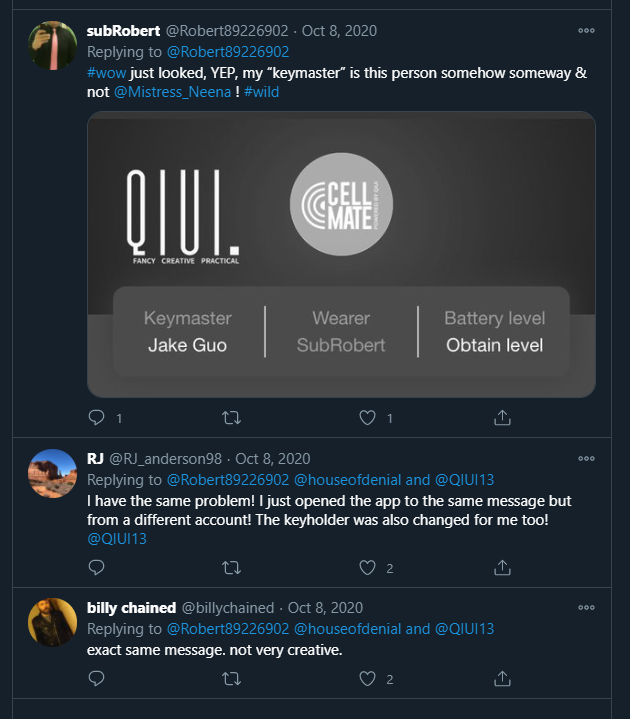 subRobert @Robert89226902 · Oct 8, 2020
Replying to @Robert89226902
#wow just looked, YEP, my “keymaster” is this person somehow someway &
not @Mistress_Neena ! #wild
QIUI.
FANCY CREATIVE PRACTICAL
CELL
MATE
POWERED BY QIUI
Keymaster
Wearer
Battery level
Jake Guo
SubRobert
Obtain level
1
1
RJ @RJ_anderson98 · Oct 8, 2020
Replying to @Robert89226902 @houseofdenial and @QIUI13
I have the same problem! I just opened the app to the same message but
from a different account! The keyholder was also changed for me too!
@QIUI13
2
billy chained @billychained · Oct 8, 2020
Replying to @Robert89226902 @houseofdenial and @QIUI13
exact same message. not very creative.
2